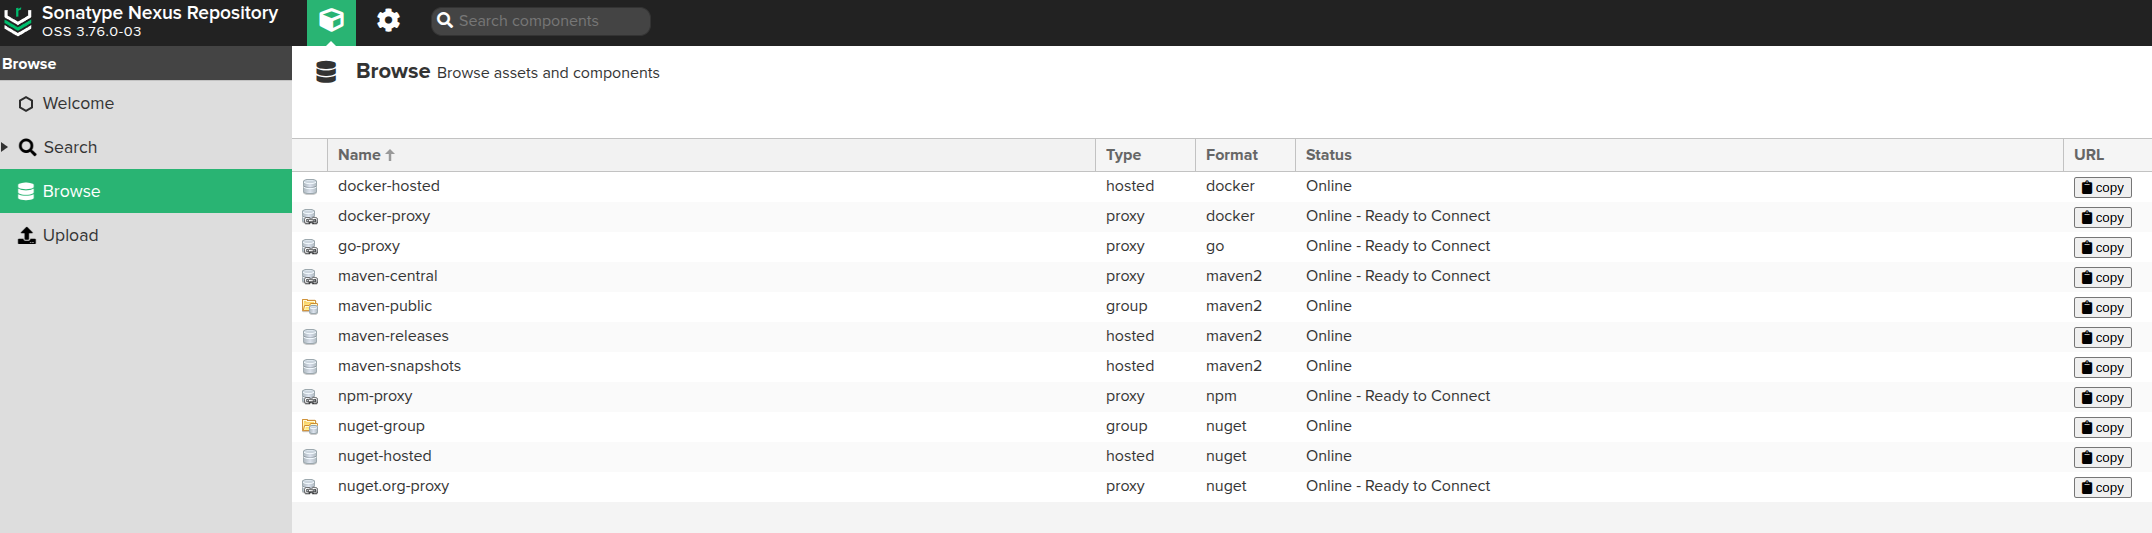 Sonatype Nexus Repository
OSS 3.76.0-03
Search components
Browse
Welcome
Search
Browse
Upload
Browse Browse assets and components
Name Type Format Status URL
docker-hosted hosted docker Online copy
docker-proxy proxy docker Online - Ready to Connect copy
go-proxy proxy go Online - Ready to Connect copy
maven-central proxy maven2 Online - Ready to Connect copy
maven-public group maven2 Online copy
maven-releases hosted maven2 Online copy
maven-snapshots hosted maven2 Online copy
npm-proxy proxy npm Online - Ready to Connect copy
nuget-group group nuget Online copy
nuget-hosted hosted nuget Online copy
nuget.org-proxy proxy nuget Online - Ready to Connect copy